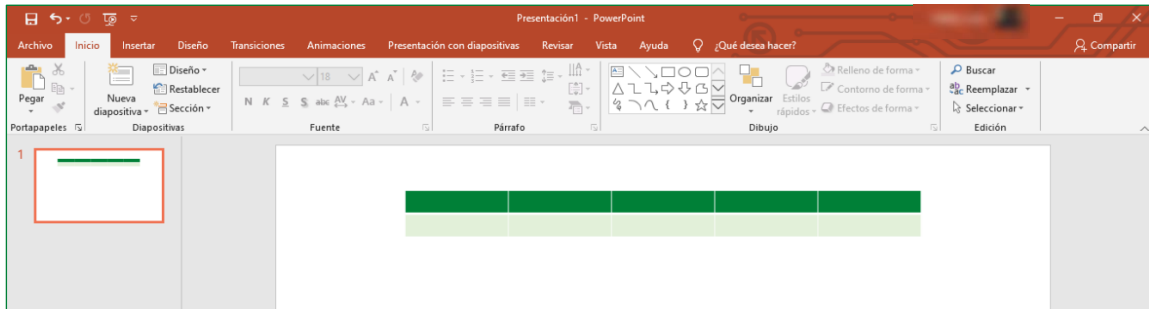 Presentación1 - PowerPoint
Archivo Inicio Insertar Diseño Transiciones Animaciones Presentación con diapositivas Revisar Vista Ayuda ¿Qué desea hacer? Compartir
Pegar
Nueva diapositiva
Diseño
Restablecer
Sección
18
N K S S abc AV Aa A
Organizar
Estilos rápidos
Relleno de forma
Contorno de forma
Efectos de forma
Buscar
Reemplazar
Seleccionar
Portapapeles Diapositivas Fuente Párrafo Dibujo Edición
1